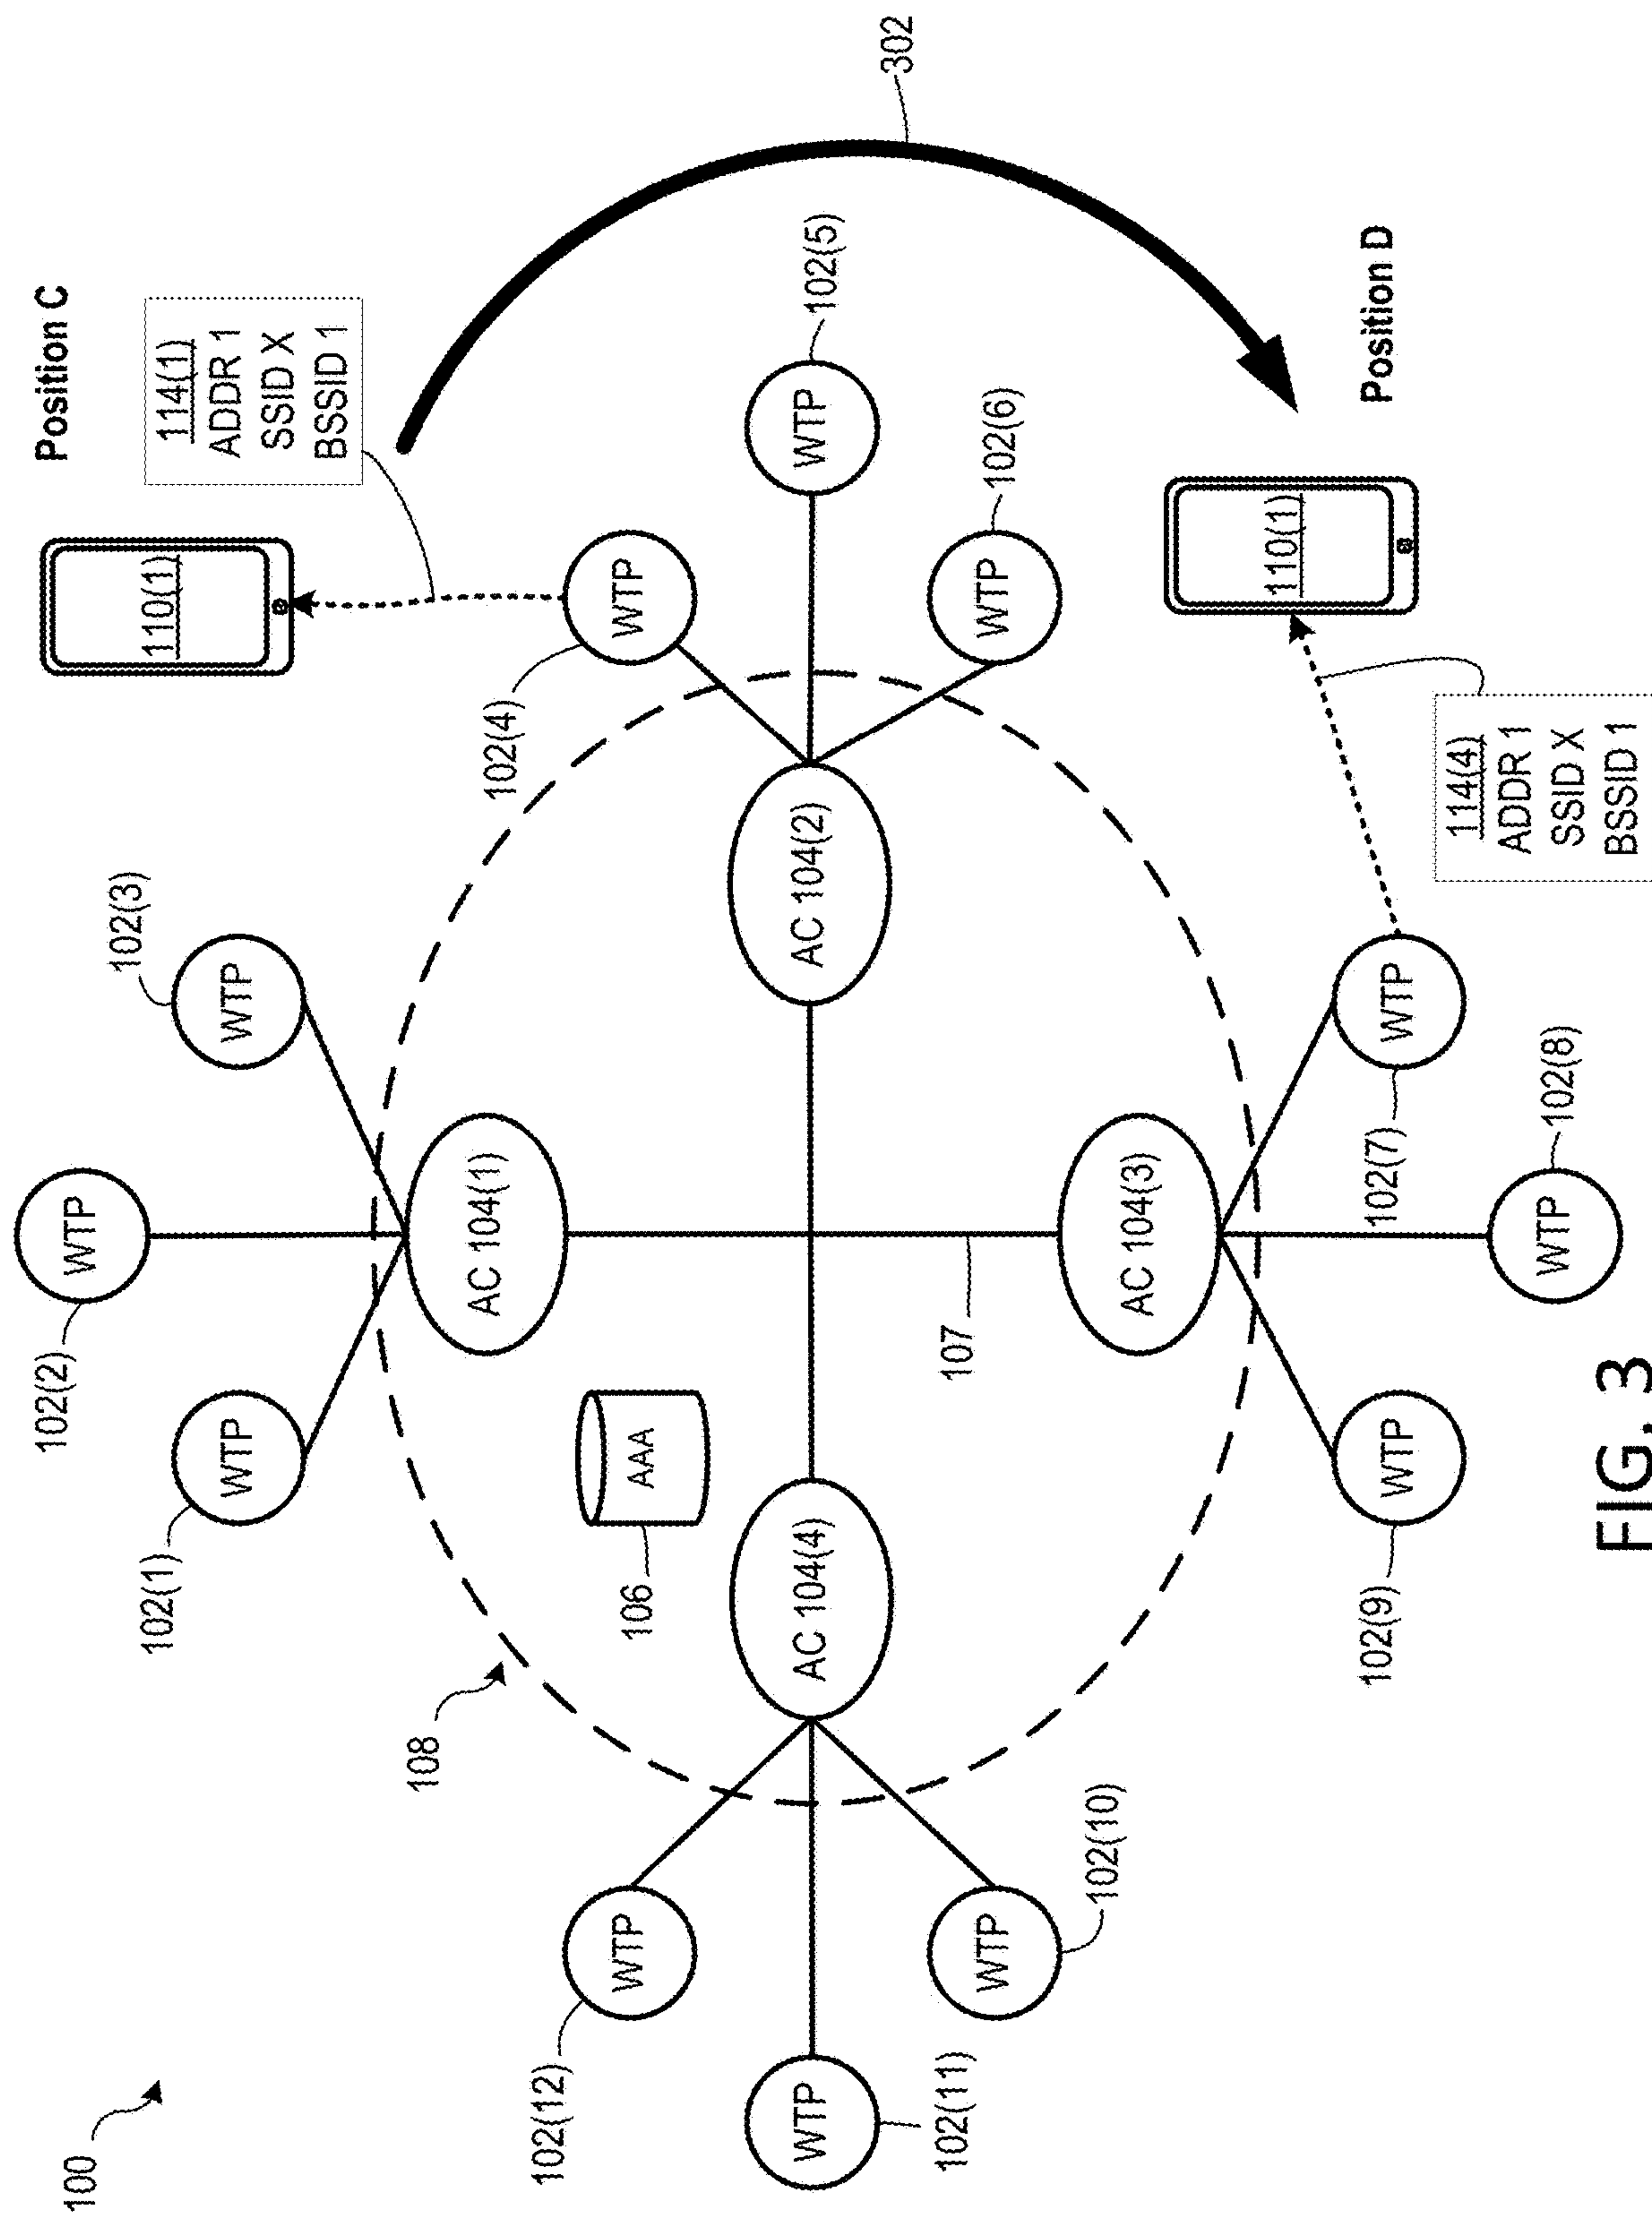 100
Position C
110(1)
114(1)
ADDR 1
SSID X
BSSID 1
302
102(1)
WTP
102(2)
WTP
102(3)
WTP
102(4)
WTP
102(5)
WTP
102(6)
WTP
108
106
AAA
AC 104(1)
AC 104(2)
AC 104(4)
AC 104(3)
107
102(12)
WTP
102(11)
WTP
102(10)
WTP
102(9)
WTP
102(8)
WTP
102(7)
WTP
Position D
110(1)
114(4)
ADDR 1
SSID X
BSSID 1
FIG. 3